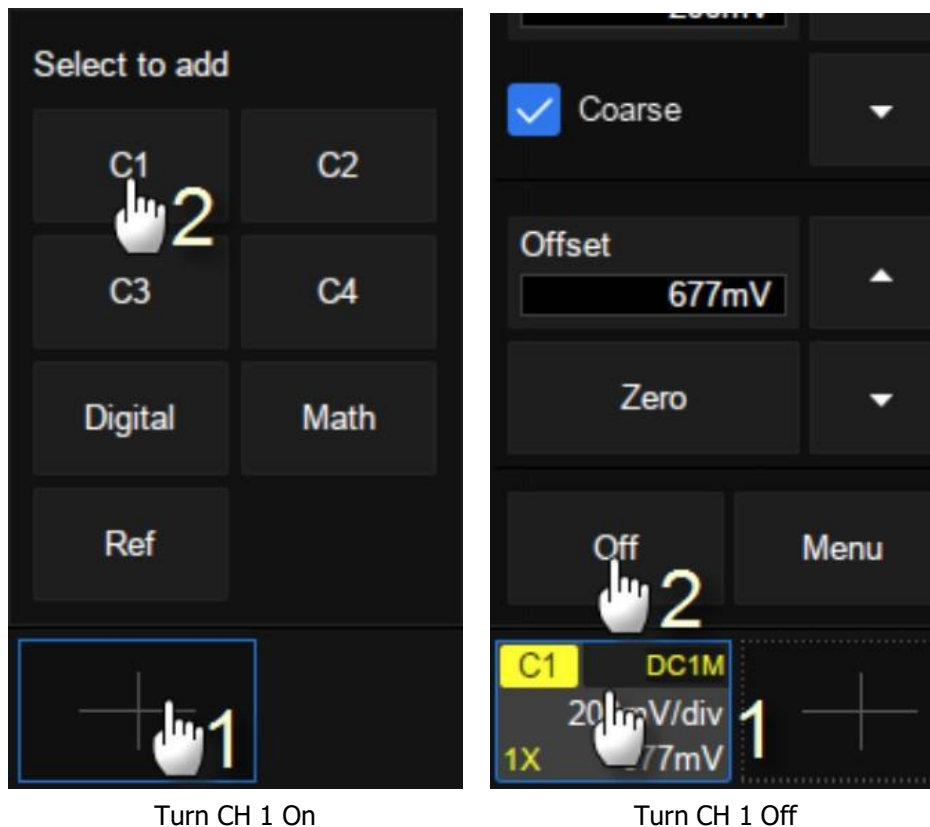 Select to add
C1
C2
2
C3
C4
Digital
Math
Ref
1
Turn CH 1 On
Coarse
Offset
677mV
Zero
Off
Menu
2
C1
DC1M
1
1X
Turn CH 1 Off